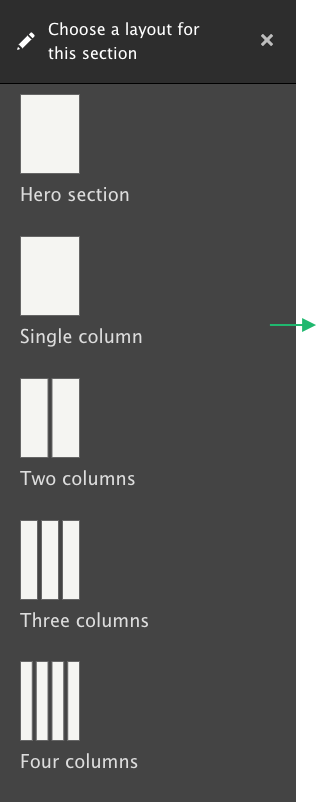 Choose a layout for
this section
Hero section
Single column
Two columns
Three columns
Four columns